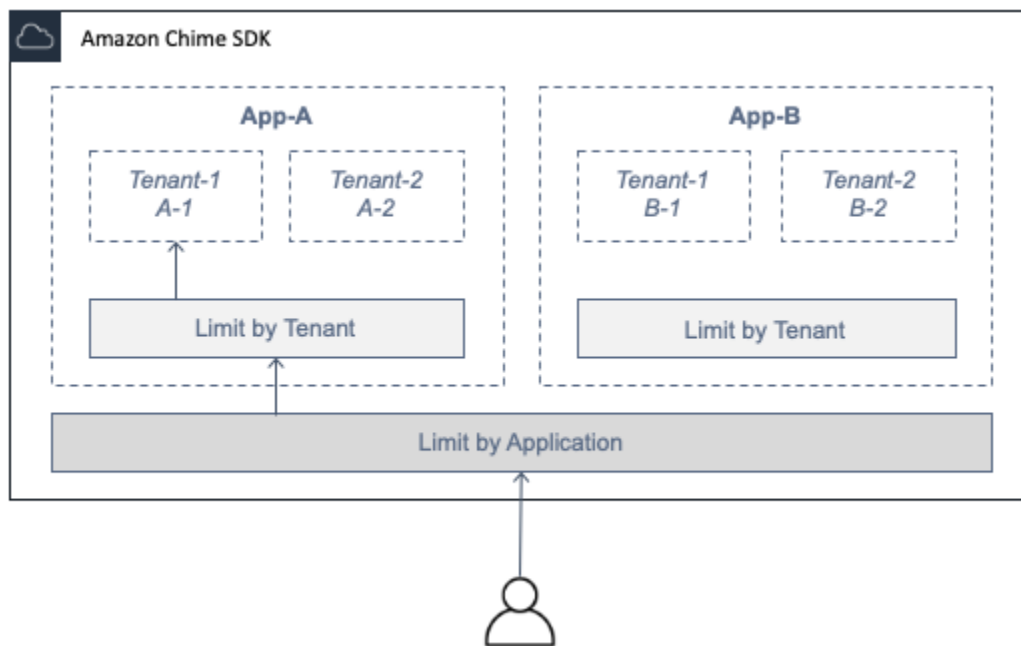 Amazon Chime SDK
App-A
Tenant-1
A-1
Tenant-2
A-2
Limit by Tenant
App-B
Tenant-1
B-1
Tenant-2
B-2
Limit by Tenant
Limit by Application